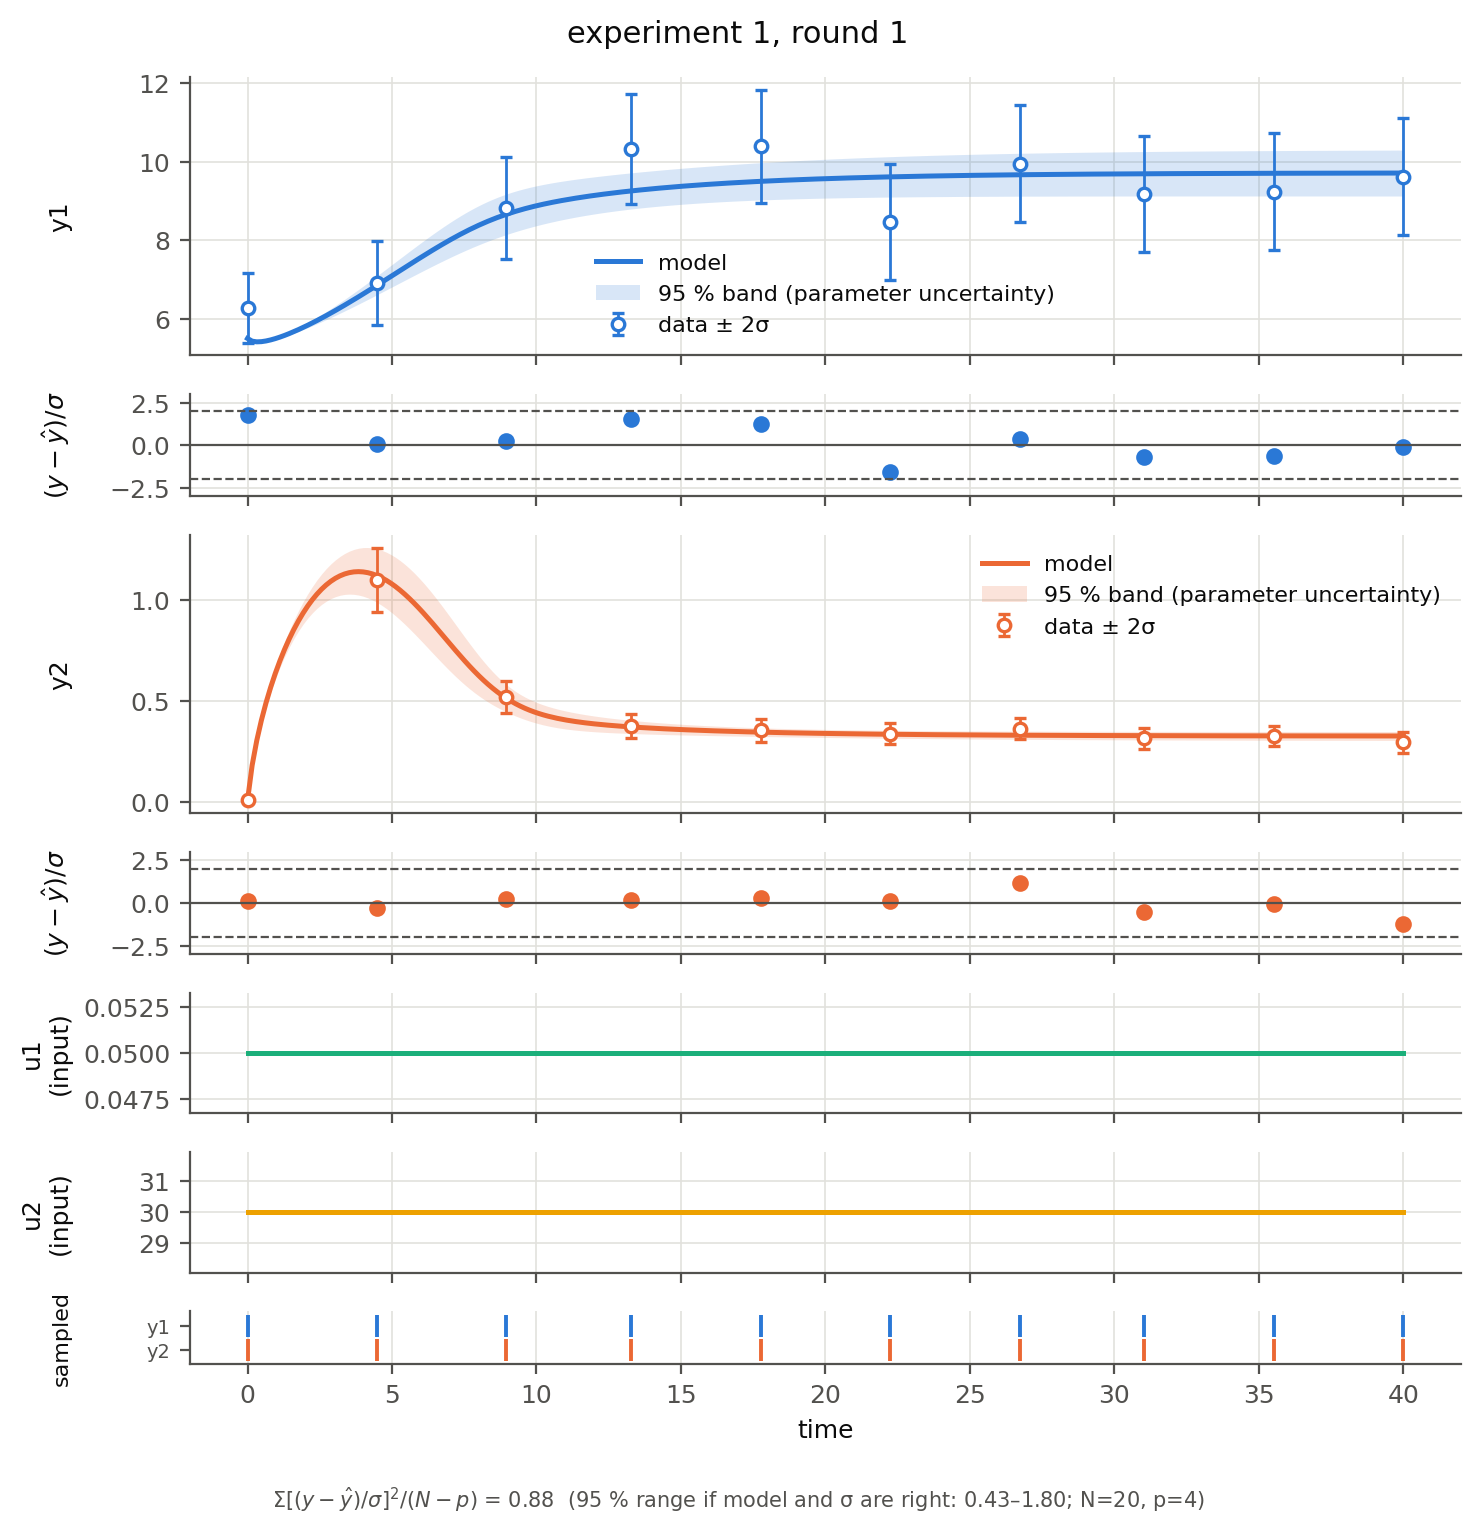 experiment 1, round 1
12
10
8
6
y1
model
95 % band (parameter uncertainty)
data ± 2σ
2.5
0.0
−2.5
(y − ŷ)/σ
1.0
0.5
0.0
y2
model
95 % band (parameter uncertainty)
data ± 2σ
2.5
0.0
−2.5
(y − ŷ)/σ
0.0525
0.0500
0.0475
u1
(input)
31
30
29
u2
(input)
sampled
y1
y2
0 5 10 15 20 25 30 35 40
time
Σ[(y − ŷ)/σ]²/(N − p) = 0.88 (95 % range if model and σ are right: 0.43–1.80; N=20, p=4)